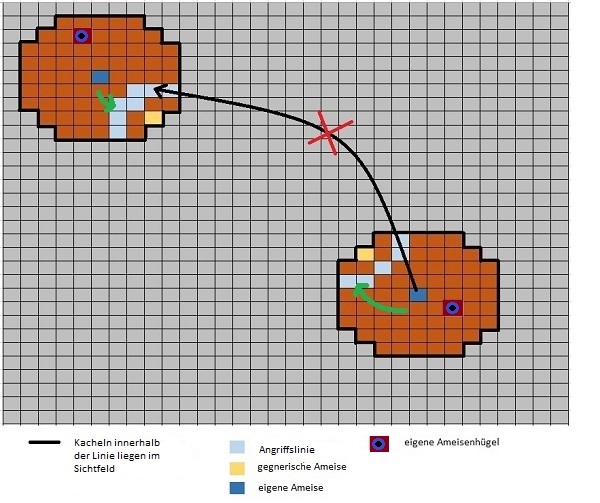 Kacheln innerhalb
der Linie liegen im
Sichtfeld
Angriffslinie
gegnerische Ameise
eigene Ameise
eigene Ameisenhügel